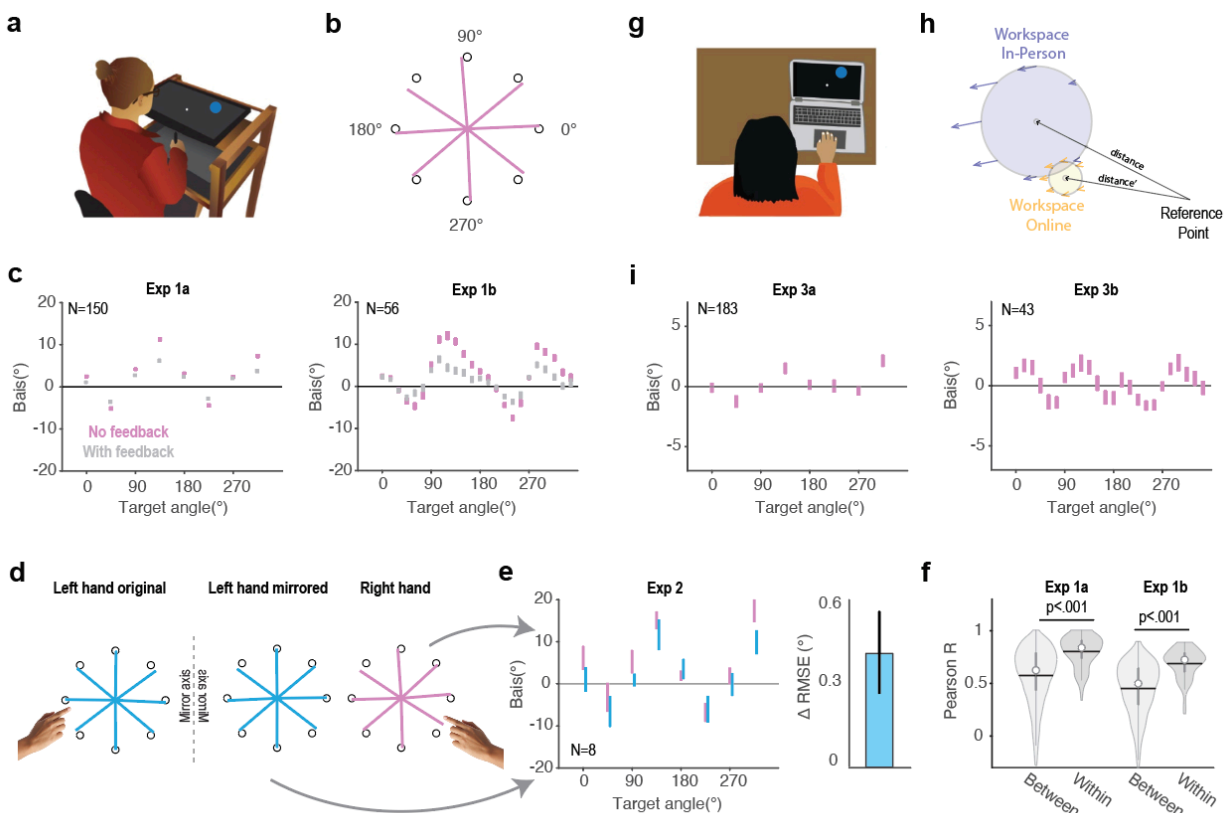 a
b
90°
180°
0°
270°
g
h
Workspace
In-Person
distance
distance'
Workspace
Online
Reference
Point
c
Exp 1a
N=150
20
10
0
-10
-20
Bais(°)
No feedback
With feedback
0
90
180
270
Target angle(°)
Exp 1b
N=56
20
10
0
-10
-20
Bais(°)
0
90
180
270
Target angle(°)
i
Exp 3a
N=183
5
0
-5
Bais(°)
0
90
180
270
Target angle(°)
Exp 3b
N=43
5
0
-5
Bais(°)
0
90
180
270
Target angle(°)
d
Left hand original
Left hand mirrored
Right hand
Mirror axis
Mirror axis
e
Exp 2
20
10
0
-10
-20
Bais(°)
N=8
0
90
180
270
Target angle(°)
0.6
0.3
0
Δ RMSE (°)
f
Exp 1a
Exp 1b
p<.001
p<.001
1
0.5
0
Pearson R
Between
Within
Between
Within